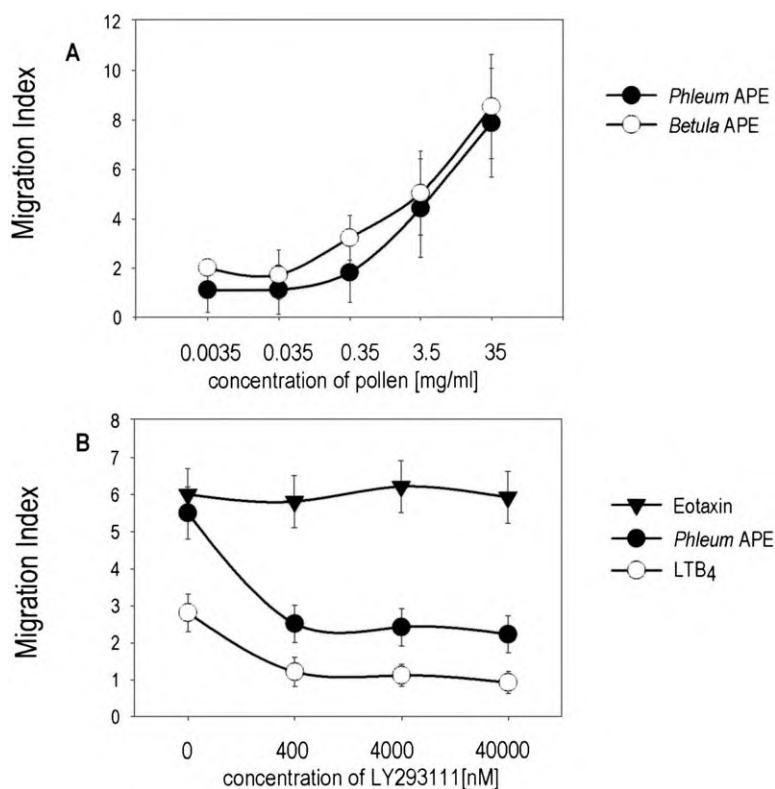 A
Migration Index
12
10
8
6
4
2
0
0.0035 0.035 0.35 3.5 35
concentration of pollen [mg/ml]
Phleum APE
Betula APE
B
Migration Index
7
6
5
4
3
2
1
0
0 400 4000 40000
concentration of LY293111[nM]
Eotaxin
Phleum APE
LTB₄